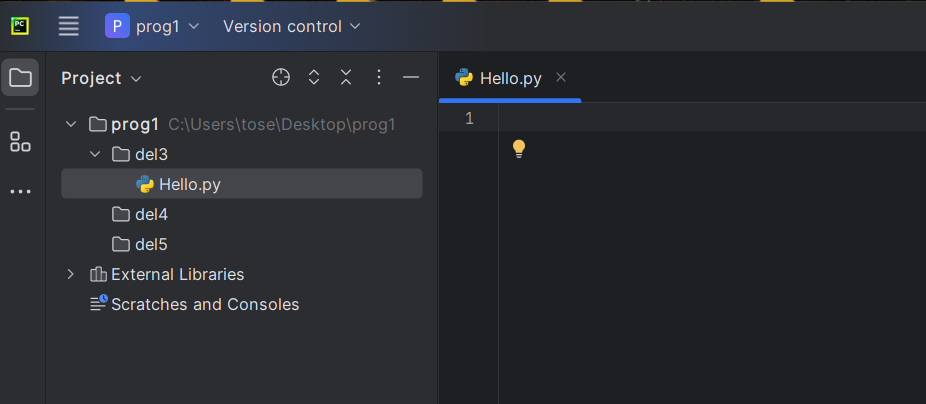 PC P prog1 Version control
Project
Hello.py
1
prog1 C:\Users\tose\Desktop\prog1
del3
Hello.py
del4
del5
External Libraries
Scratches and Consoles